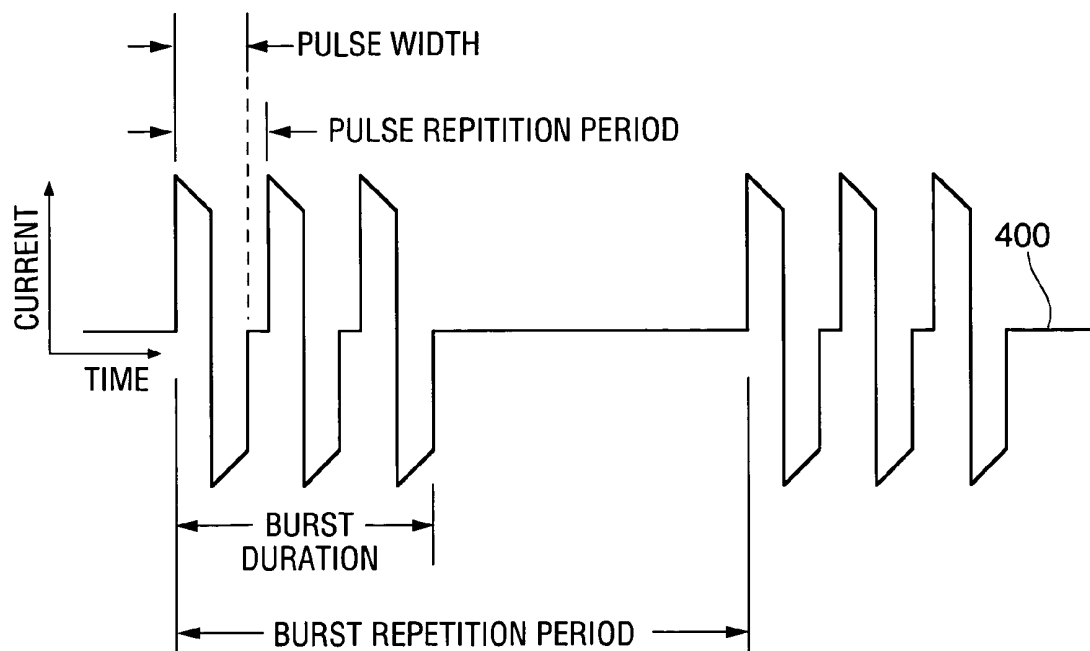 PULSE WIDTH
PULSE REPITITION PERIOD
CURRENT
400
TIME
BURST
DURATION
BURST REPETITION PERIOD